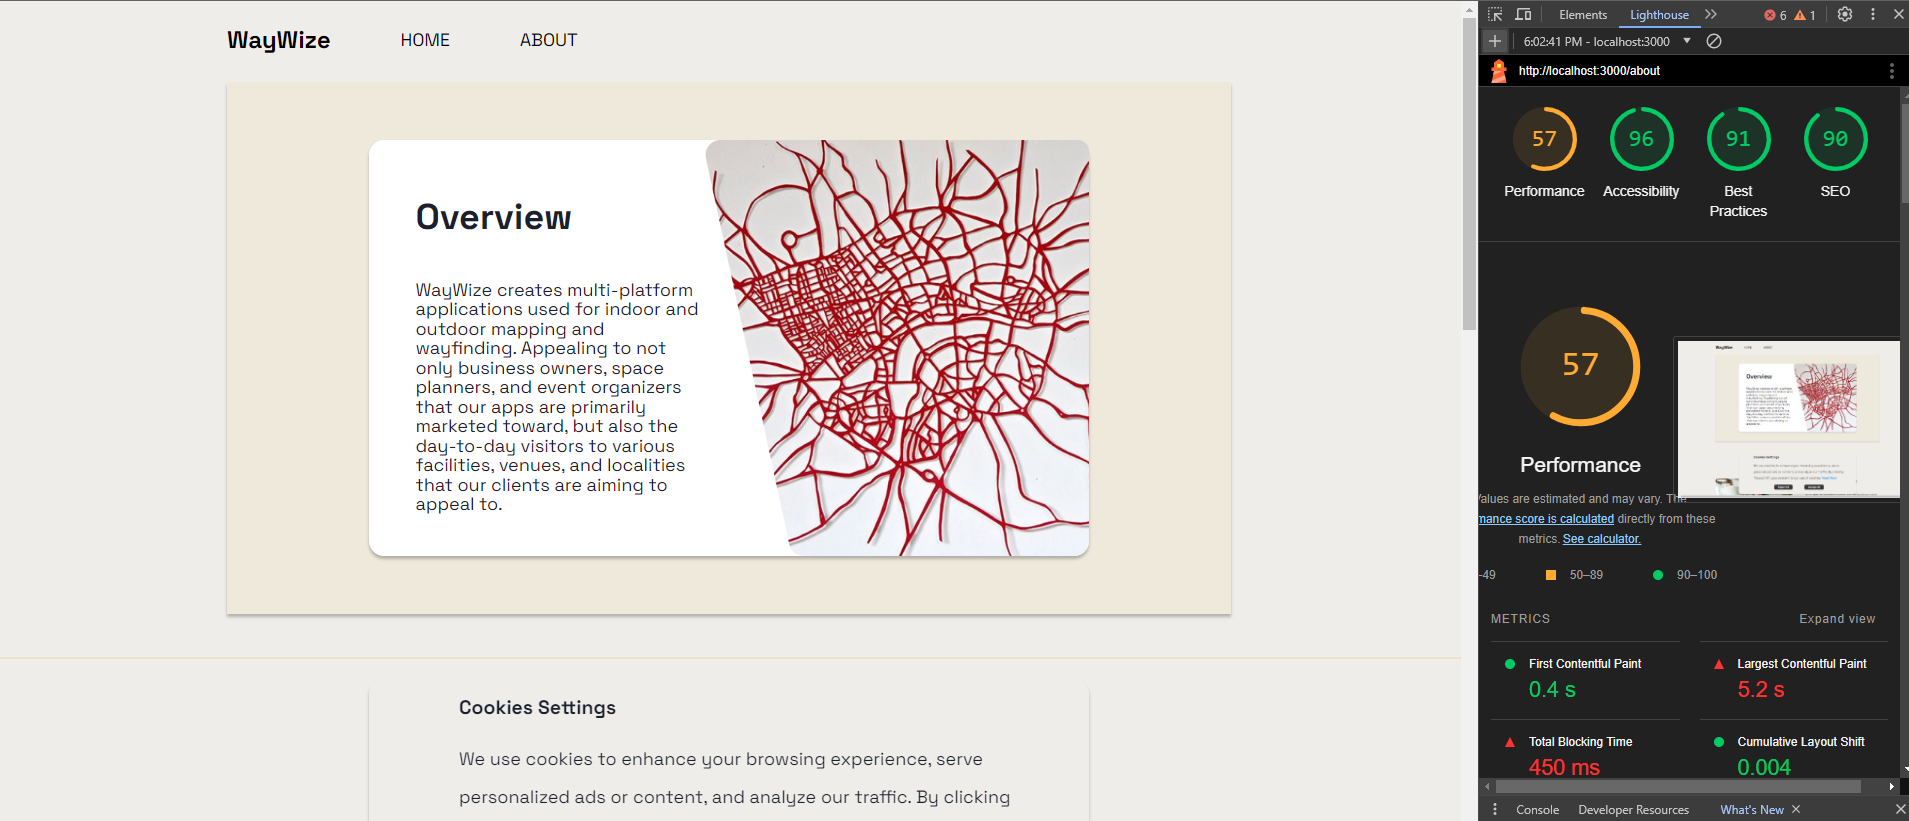 WayWize HOME ABOUT
Overview
WayWize creates multi-platform
applications used for indoor and
outdoor mapping and
wayfinding. Appealing to not
only business owners, space
planners, and event organizers
that our apps are primarily
marketed toward, but also the
day-to-day visitors to various
facilities, venues, and localities
that our clients are aiming to
appeal to.
Cookies Settings
We use cookies to enhance your browsing experience, serve
personalized ads or content, and analyze our traffic. By clicking
Elements Lighthouse 6 1
6:02:41 PM - localhost:3000
http://localhost:3000/about
57 96 91 90
Performance Accessibility Best Practices SEO
57
Performance
Values are estimated and may vary. The
mance score is calculated directly from these
metrics. See calculator.
-49 50–89 90–100
METRICS Expand view
First Contentful Paint
0.4 s
Largest Contentful Paint
5.2 s
Total Blocking Time
450 ms
Cumulative Layout Shift
0.004
Console Developer Resources What's New
WayWize HOME ABOUT
Overview
Cookies Settings